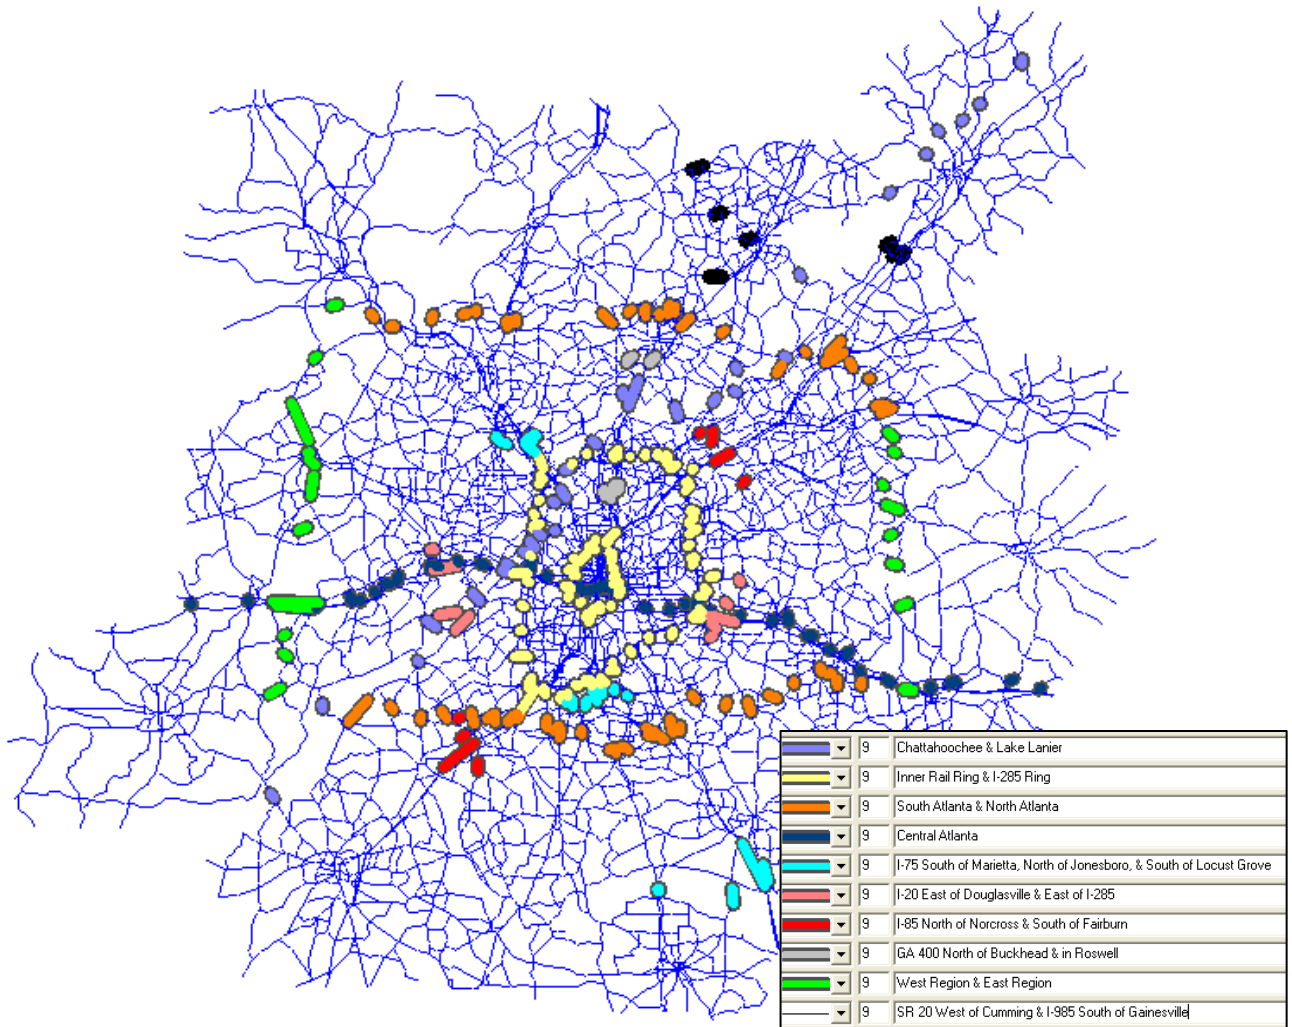 9 Chattahoochee & Lake Lanier
9 Inner Rail Ring & I-285 Ring
9 South Atlanta & North Atlanta
9 Central Atlanta
9 I-75 South of Marietta, North of Jonesboro, & South of Locust Grove
9 I-20 East of Douglasville & East of I-285
9 I-85 North of Norcross & South of Fairburn
9 GA 400 North of Buckhead & in Roswell
9 West Region & East Region
9 SR 20 West of Cumming & I-985 South of Gainesville